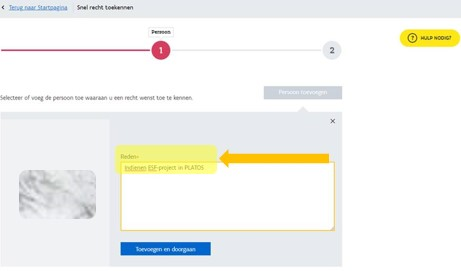 Terug naar Startpagina Snel recht toekennen
Persoon
1 2
HULP NODIG?
Persoon toevoegen
Selecteer of voeg de persoon toe waaraan u een recht wenst toe te kennen.
Reden*
indienen ESF-project in PLATOS
Toevoegen en doorgaan